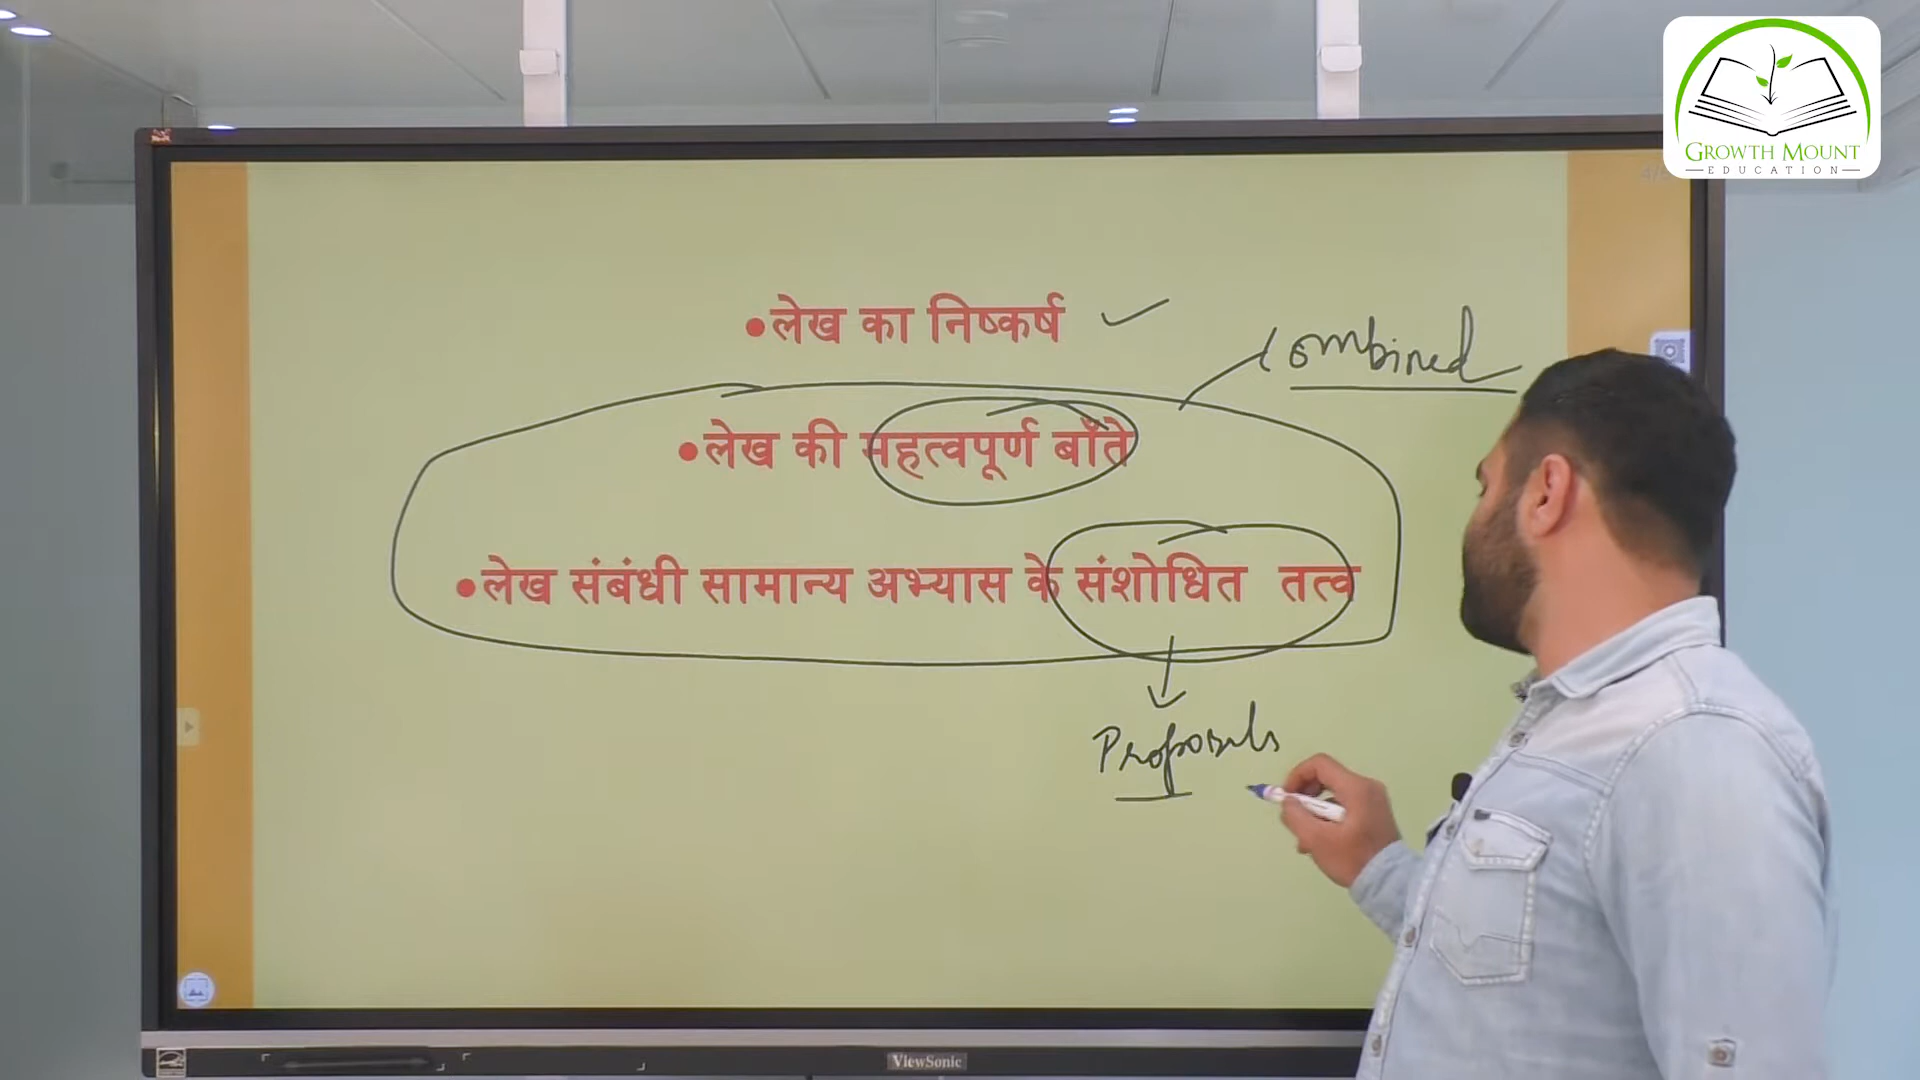 GROWTH MOUNT
EDUCATION
•लेख का निष्कर्ष
Combined
•लेख की महत्वपूर्ण बाँते
•लेख संबंधी सामान्य अभ्यास के संशोधित तत्व
Proposals
ViewSonic